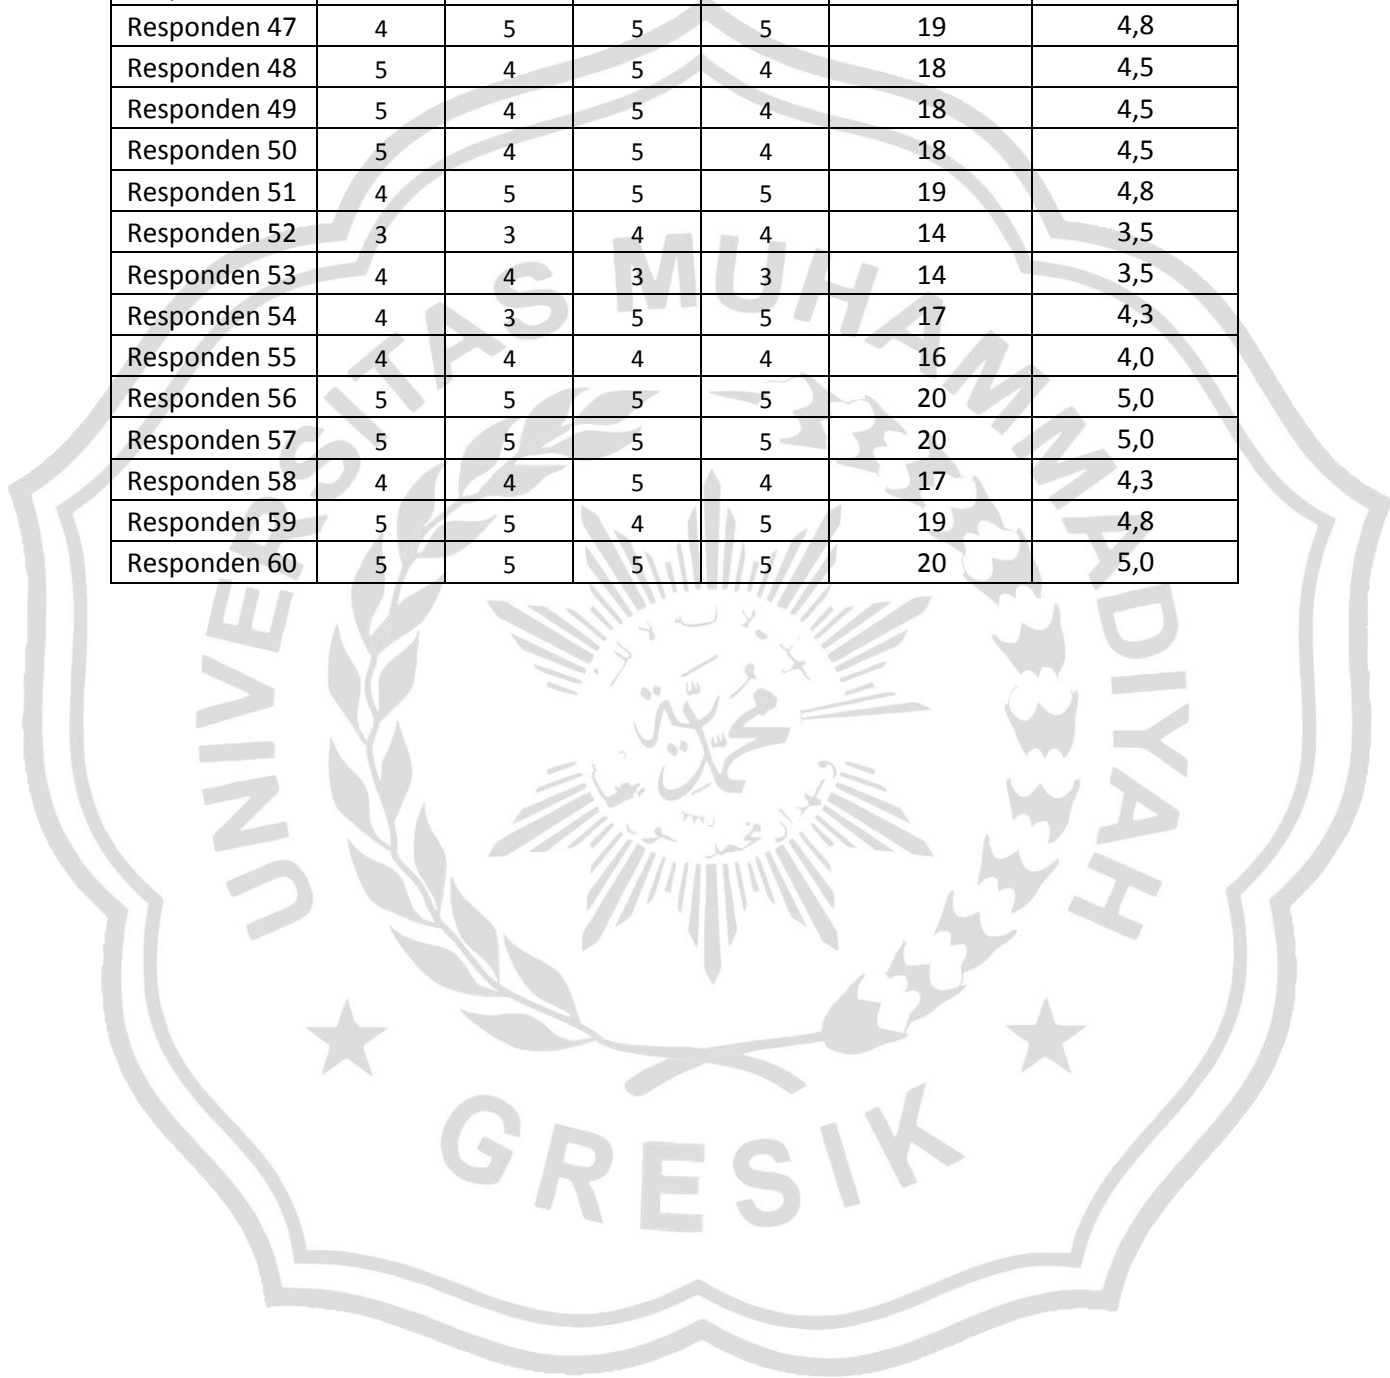 Responden 47 4 5 5 5 19 4,8
Responden 48 5 4 5 4 18 4,5
Responden 49 5 4 5 4 18 4,5
Responden 50 5 4 5 4 18 4,5
Responden 51 4 5 5 5 19 4,8
Responden 52 3 3 4 4 14 3,5
Responden 53 4 4 3 3 14 3,5
Responden 54 4 3 5 5 17 4,3
Responden 55 4 4 4 4 16 4,0
Responden 56 5 5 5 5 20 5,0
Responden 57 5 5 5 5 20 5,0
Responden 58 4 4 5 4 17 4,3
Responden 59 5 5 4 5 19 4,8
Responden 60 5 5 5 5 20 5,0
UNIVERSITAS MUHAMMADIYAH
محمدية
GRESIK